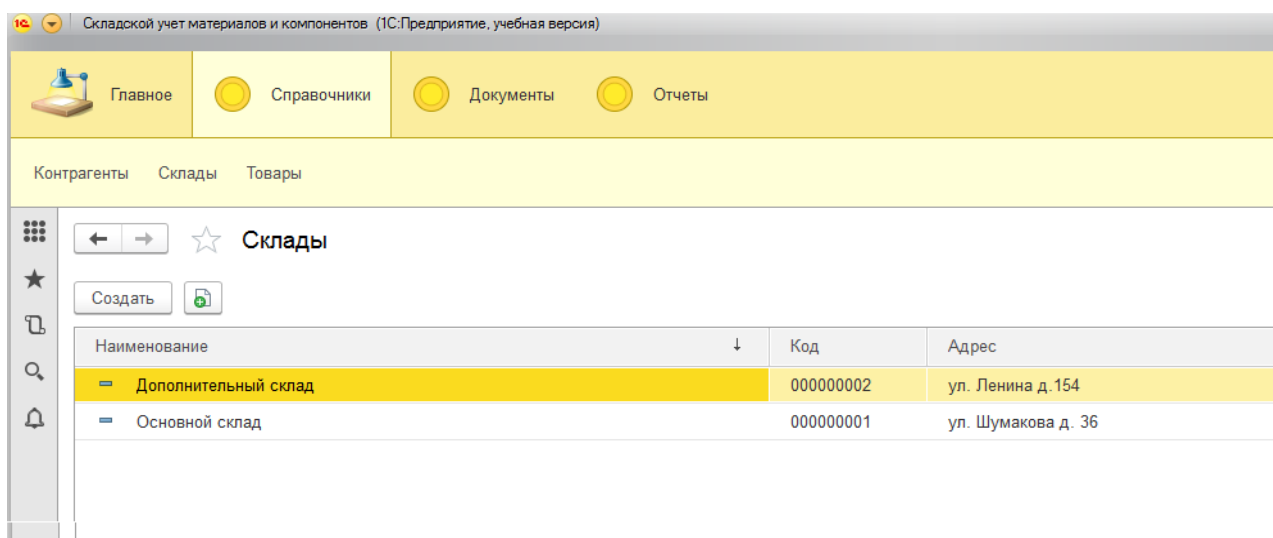 1С Складской учет материалов и компонентов (1С:Предприятие, учебная версия)
Главное Справочники Документы Отчеты
Контрагенты Склады Товары
Склады
Создать
Наименование ↓ Код Адрес
Дополнительный склад 000000002 ул. Ленина д.154
Основной склад 000000001 ул. Шумакова д. 36